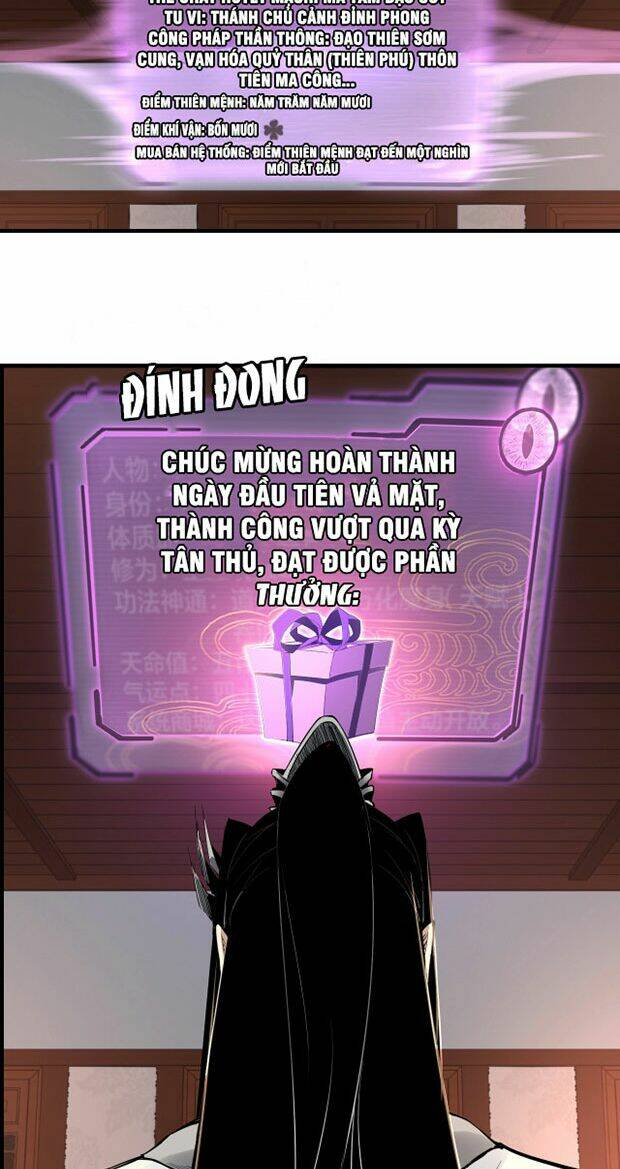 TU VI: THÁNH CHỦ CẢNH ĐỈNH PHONG
CÔNG PHÁP THẦN THÔNG: ĐẠO THIÊN SƠM
CUNG, VẠN HÓA QUỶ THÂN (THIÊN PHÚ) THÔN
TIÊN MA CÔNG...
ĐIỂM THIÊN MỆNH: NĂM TRĂM NĂM MƯƠI
ĐIỂM KHÍ VẬN: BỐN MƯƠI
MUA BÁN HỆ THỐNG: ĐIỂM THIÊN MỆNH ĐẠT ĐẾN MỘT NGHÌN
MỚI BẮT ĐẦU
ĐÍNH ĐONG
CHÚC MỪNG HOÀN THÀNH
NGÀY ĐẦU TIÊN VẢ MẶT,
THÀNH CÔNG VƯỢT QUA KỲ
TÂN THỦ, ĐẠT ĐƯỢC PHẦN
THƯỞNG:
人物
身份
体质
修为:
功法神通:
天命值:
气运点: 四